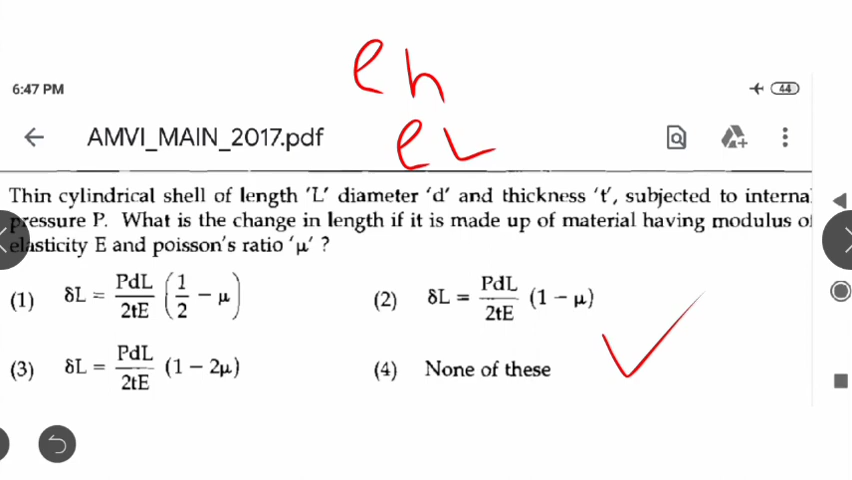 eh
6:47 PM
44
AMVI_MAIN_2017.pdf
eL
Thin cylindrical shell of length 'L' diameter 'd' and thickness 't', subjected to interna
pressure P. What is the change in length if it is made up of material having modulus o
elasticity E and poisson's ratio 'μ' ?
(1) δL = PdL/2tE (1/2 − μ)
(2) δL = PdL/2tE (1 − μ)
(3) δL = PdL/2tE (1 − 2μ)
(4) None of these